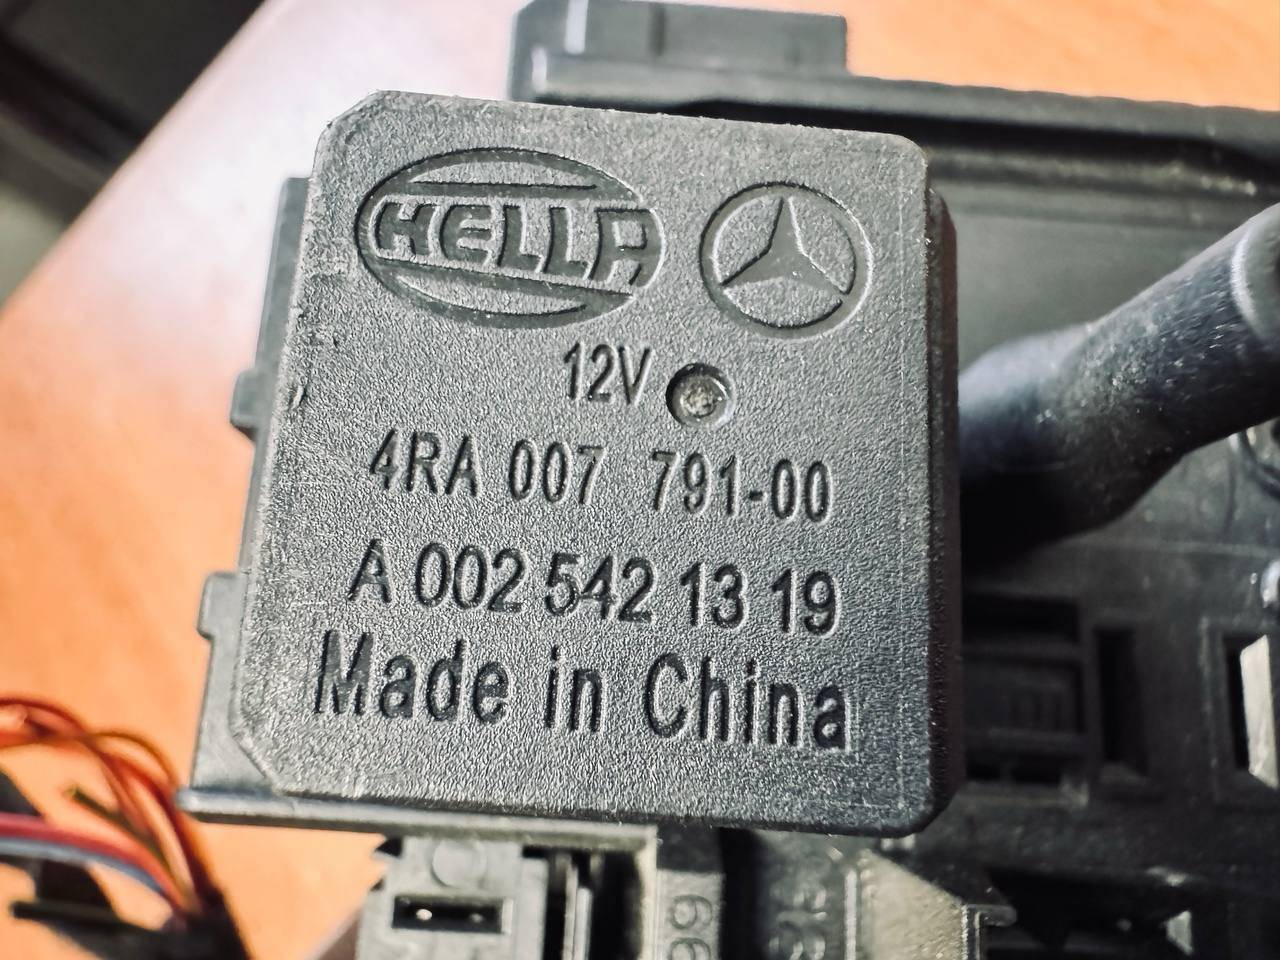 HELLA
12V
4RA 007 791-00
A 002 542 13 19
Made in China